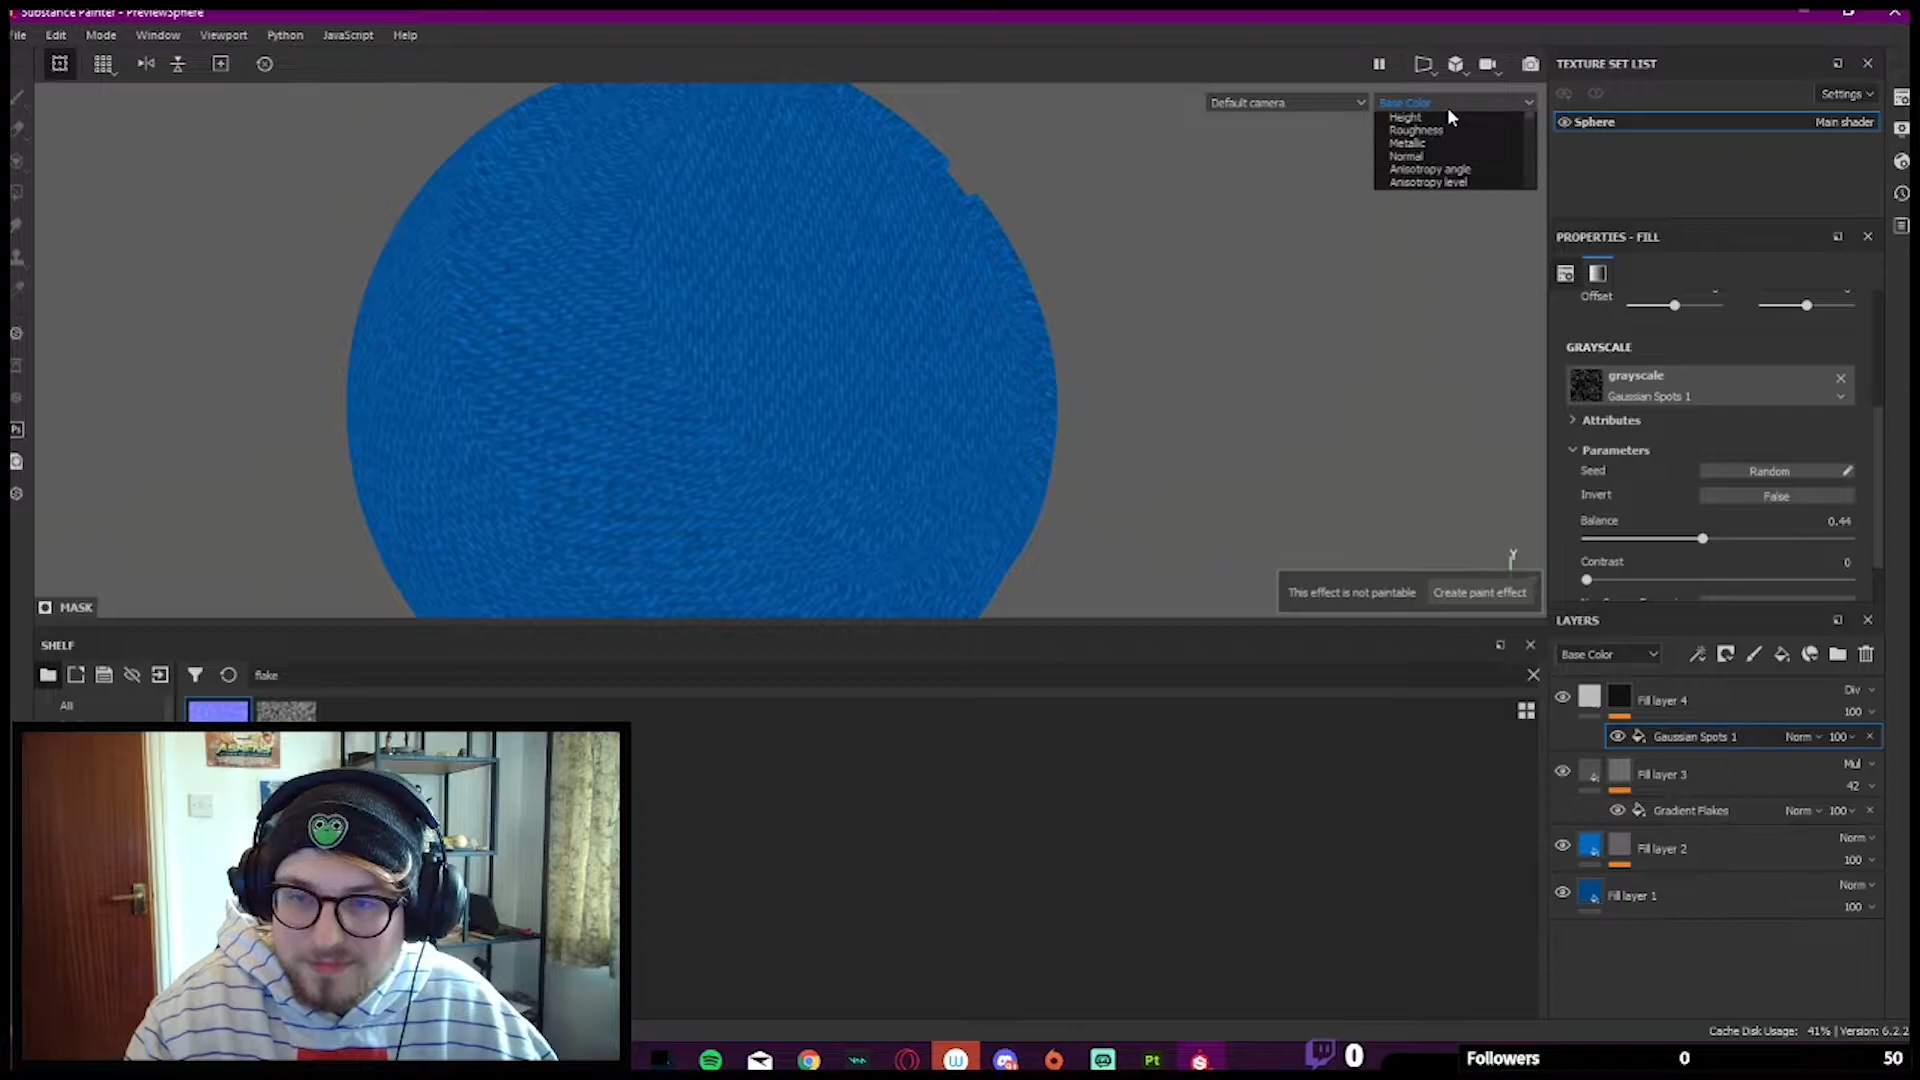 Substance Painter - PreviewSphere
File Edit Mode Window Viewport Python JavaScript Help
TEXTURE SET LIST
Settings
Default camera
Base Color
Height
Roughness
Metallic
Normal
Anisotropy angle
Anisotropy level
Sphere Main shader
PROPERTIES - FILL
Offset
GRAYSCALE
grayscale
Gaussian Spots 1
Attributes
Parameters
Seed Random
Invert False
Balance 0.44
Contrast 0
Y
This effect is not paintable Create paint effect
MASK
LAYERS
Base Color
Fill layer 4 Div
100
Gaussian Spots 1 Norm 100
Fill layer 3 Mul
42
Gradient Flakes Norm 100
Fill layer 2 Norm
100
Fill layer 1 Norm
100
SHELF
flake
All
Ps
Cache Disk Usage: 41% | Version: 6.2.2
Pt
0
Followers 0 50